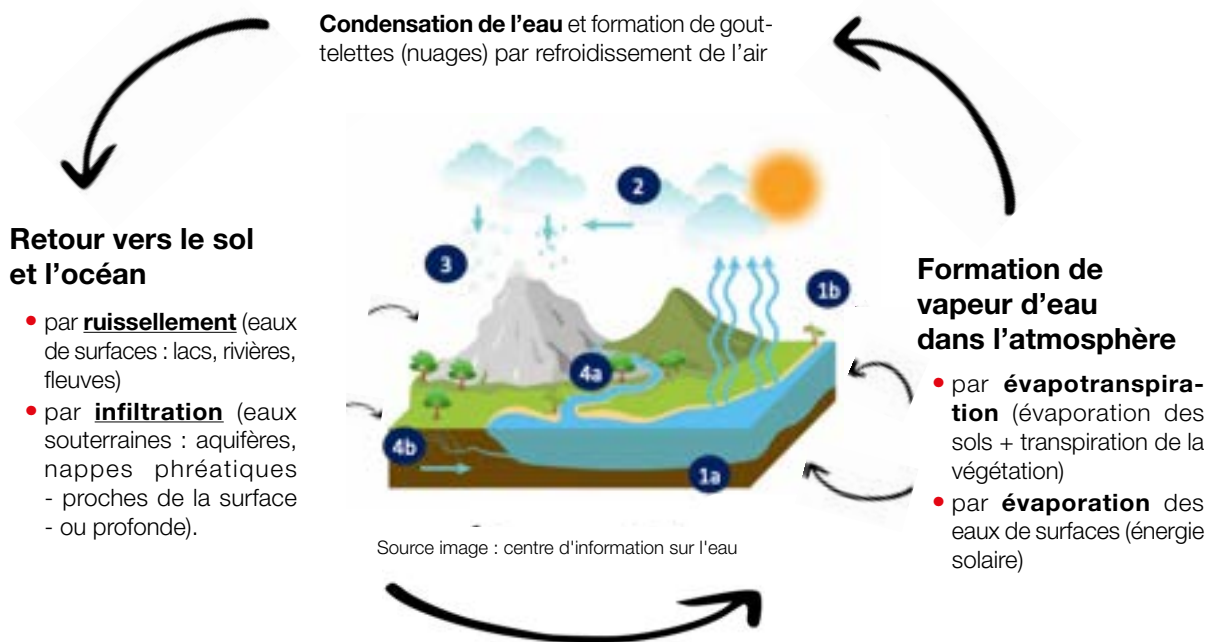 Condensation de l'eau et formation de gout-
telettes (nuages) par refroidissement de l'air
Retour vers le sol
et l'océan
• par ruissellement (eaux
de surfaces : lacs, rivières,
fleuves)
• par infiltration (eaux
souterraines : aquifères,
nappes phréatiques
- proches de la surface
- ou profonde).
2
3
1b
4a
4b
1a
Source image : centre d'information sur l'eau
Formation de
vapeur d'eau
dans l'atmosphère
• par évapotranspira-
tion (évaporation des
sols + transpiration de la
végétation)
• par évaporation des
eaux de surfaces (énergie
solaire)